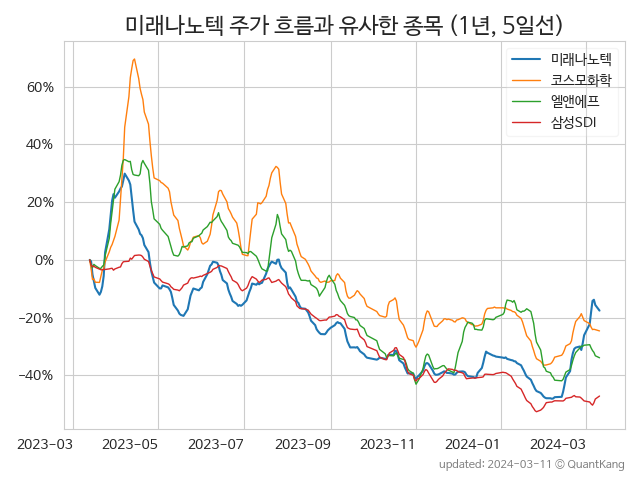 미래나노텍 주가 흐름과 유사한 종목 (1년, 5일선)
미래나노텍
코스모화학
엘앤에프
삼성SDI
60%
40%
20%
0%
−20%
−40%
2023−03
2023−05
2023−07
2023−09
2023−11
2024−01
2024−03
updated: 2024-03-11 © QuantKang